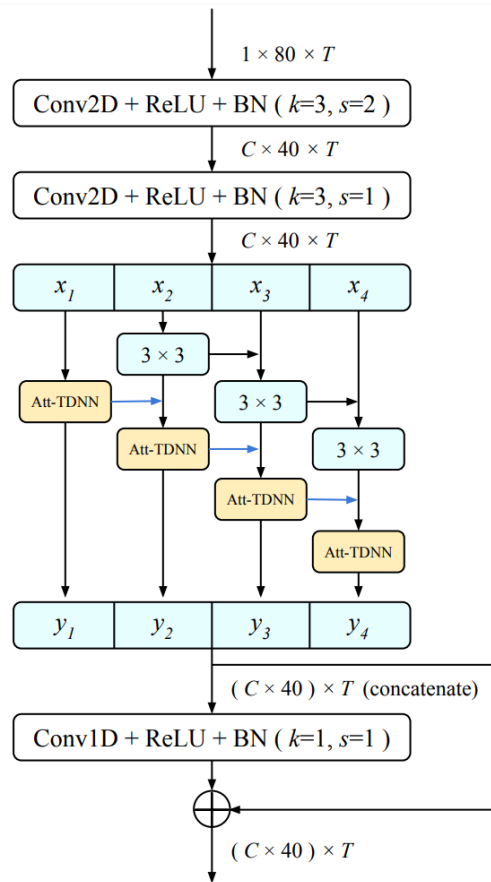 1 × 80 × T
Conv2D + ReLU + BN ( k=3, s=2 )
C × 40 × T
Conv2D + ReLU + BN ( k=3, s=1 )
C × 40 × T
x1 x2 x3 x4
3 × 3
Att-TDNN 3 × 3
Att-TDNN 3 × 3
Att-TDNN
Att-TDNN
y1 y2 y3 y4
( C × 40 ) × T (concatenate)
Conv1D + ReLU + BN ( k=1, s=1 )
( C × 40 ) × T